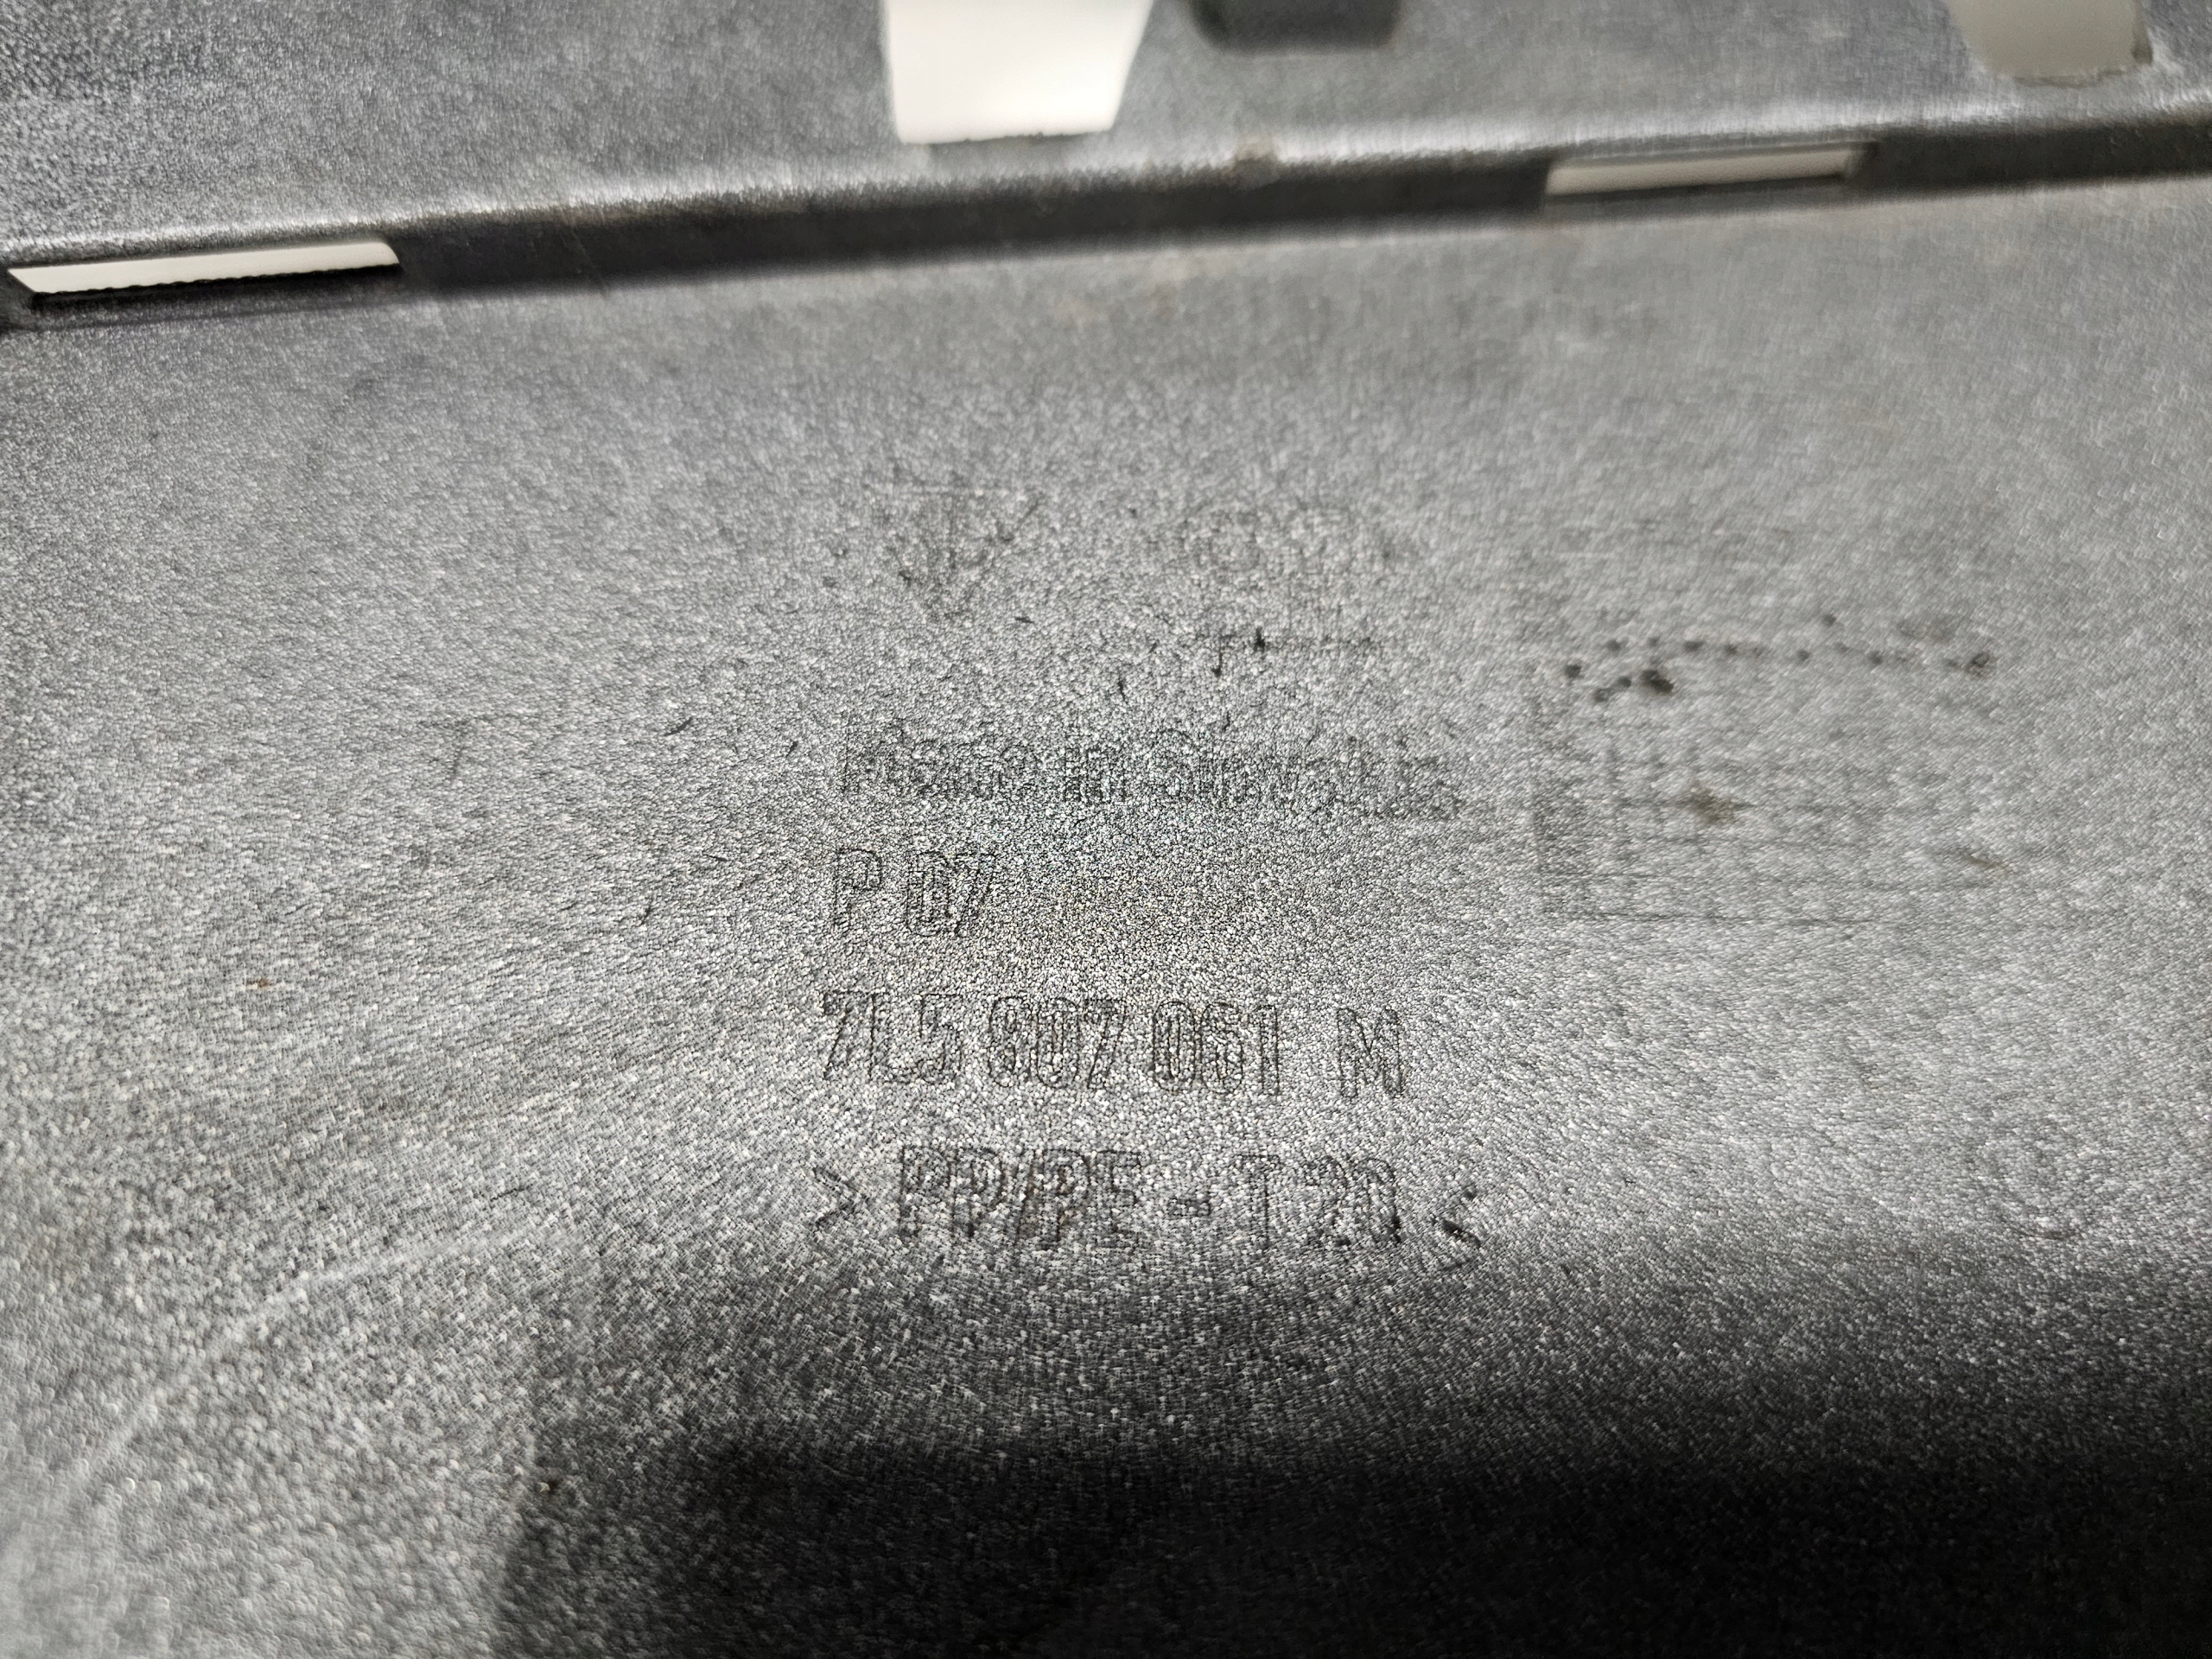 Made in Slovakia
P 07
7L5 807 061 M
>PP/PE-T20<